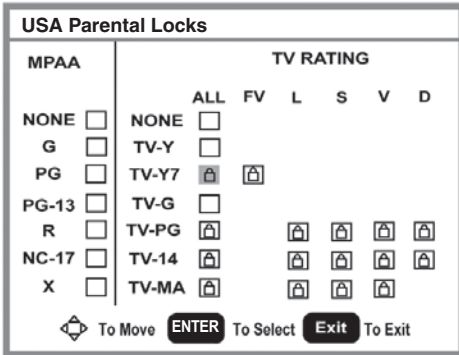 USA Parental Locks
MPAA
TV RATING
ALL FV L S V D
NONE NONE
G TV-Y
PG TV-Y7
PG-13 TV-G
R TV-PG
NC-17 TV-14
X TV-MA
To Move ENTER To Select Exit To Exit